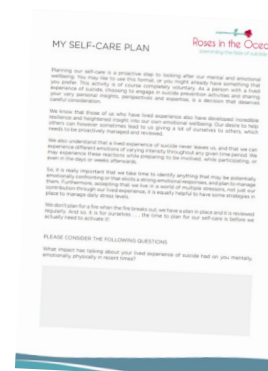 MY SELF-CARE PLAN
Roses in the Ocea
Planning our self-care is a proactive step to looking after our mental and emotional
wellbeing. You may like to use this format, or you might already have something that
you prefer. This activity is of course completely voluntary. As a person with a lived
experience of suicide, choosing to engage in suicide prevention activities and sharing
your very personal insights, perspectives and expertise is a decision that deserves
careful consideration.
We know that those of us who have lived experience also have developed incredible
resilience and heightened insight into our own emotional wellbeing. Our desire to help
others can however sometimes lead to us giving a lot of ourselves to others, which
needs to be proactively managed and reviewed.
We also understand that a lived experience of suicide never leaves us, and that we can
experience different emotions of varying intensity throughout any given time period. We
may experience these reactions while preparing to be involved, while participating, or
even in the days or weeks afterwards.
So, it is really important that we take time to identify anything that may be potentially
emotionally confronting or that elicits a strong emotional responses, and plan to manage
them. Furthermore, accepting that we live in a world of multiple stressors, not just our
contribution through our lived experience, it is equally helpful to have some strategies in
place to manage daily stress levels.
We don't plan for a fire when the fire breaks out; we have a plan in place and it is reviewed
regularly. And so, it is for ourselves..... the time to plan for our self-care is before we
actually need to activate it.
PLEASE CONSIDER THE FOLLOWING QUESTIONS
What impact has talking about your lived experience of suicide had on you mentally,
emotionally, physically in recent times?